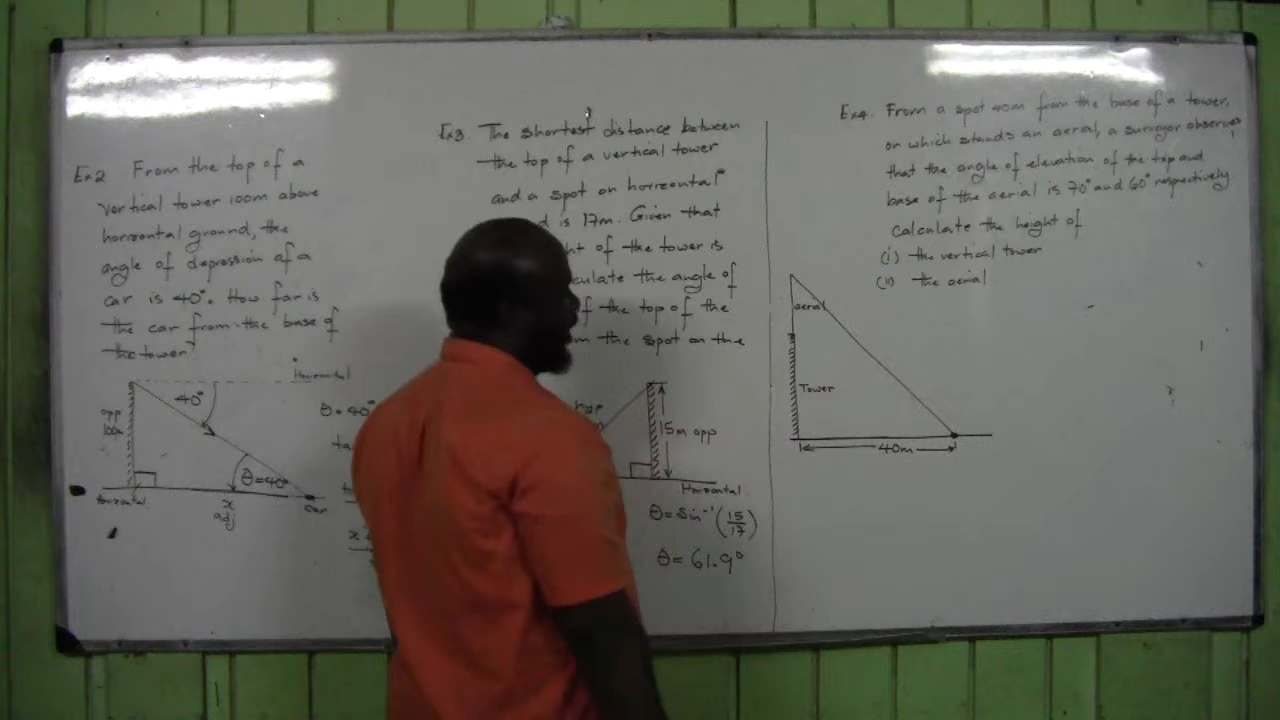 Ex2 From the top of a
vertical tower 100m above
horizontal ground, the
angle of depression of a
car is 40°. How far is
the car from the base of
the tower?
Horizontal
40°
opp
100m
θ=40°
Horizontal
x
adj
car
θ=40°
Ex3 The shortest distance between
the top of a vertical tower
and a spot on horizontal
is 17m. Given that
of the tower is
the angle of
the top of the
the spot on the
hyp
15m opp
Horizontal
θ=sin⁻¹(15/17)
θ=61.9°
Ex4. From a spot 40m from the base of a tower,
on which stands an aerial, a surveyor observes
that the angle of elevation of the top and
base of the aerial is 70° and 60° respectively
calculate the height of
(i) the vertical tower
(ii) the aerial
aerial
Tower
40m